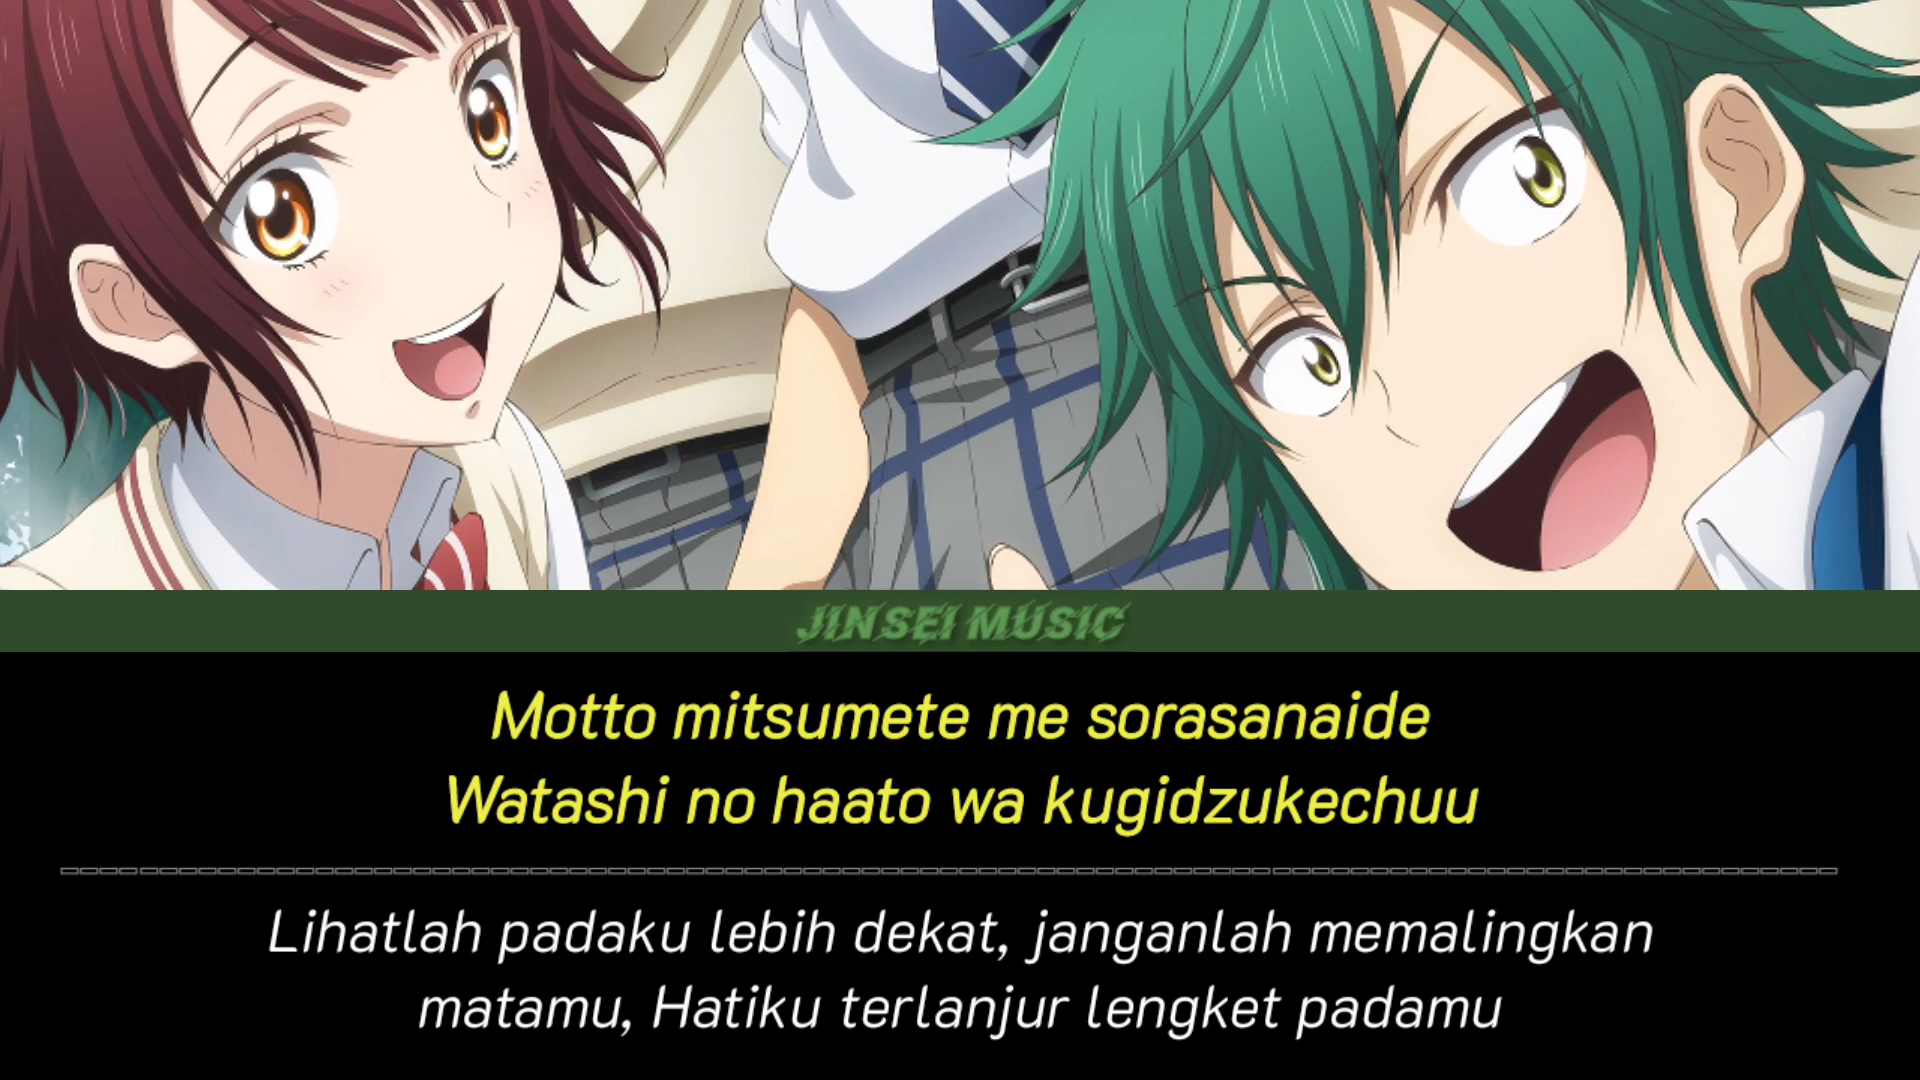 JINSEI MUSIC
Motto mitsumete me sorasanaide
Watashi no haato wa kugidzukechuu
Lihatlah padaku lebih dekat, janganlah memalingkan
matamu, Hatiku terlanjur lengket padamu